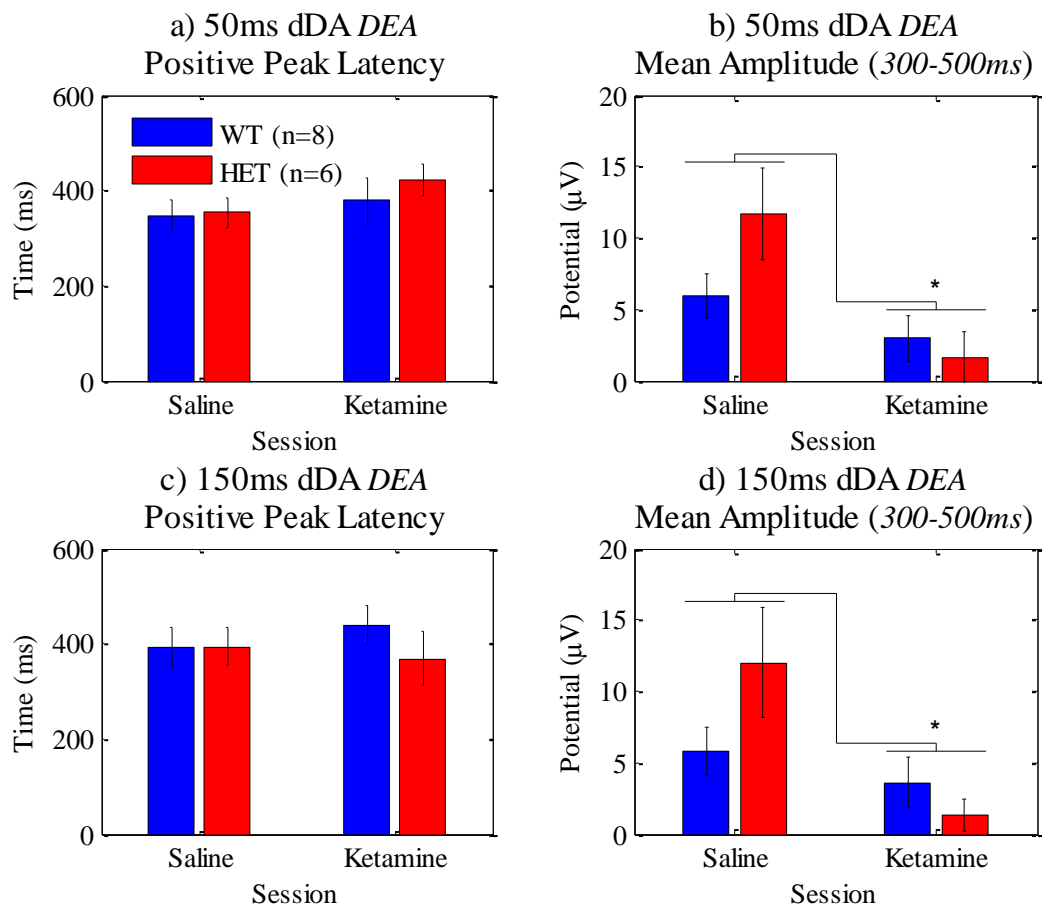 a) 50ms dDA DEA
Positive Peak Latency
600
400
200
0
Time (ms)
WT (n=8)
HET (n=6)
Saline
Ketamine
Session
b) 50ms dDA DEA
Mean Amplitude (300-500ms)
20
15
10
5
0
Potential (μV)
*
Saline
Ketamine
Session
c) 150ms dDA DEA
Positive Peak Latency
600
400
200
0
Time (ms)
Saline
Ketamine
Session
d) 150ms dDA DEA
Mean Amplitude (300-500ms)
20
15
10
5
0
Potential (μV)
*
Saline
Ketamine
Session